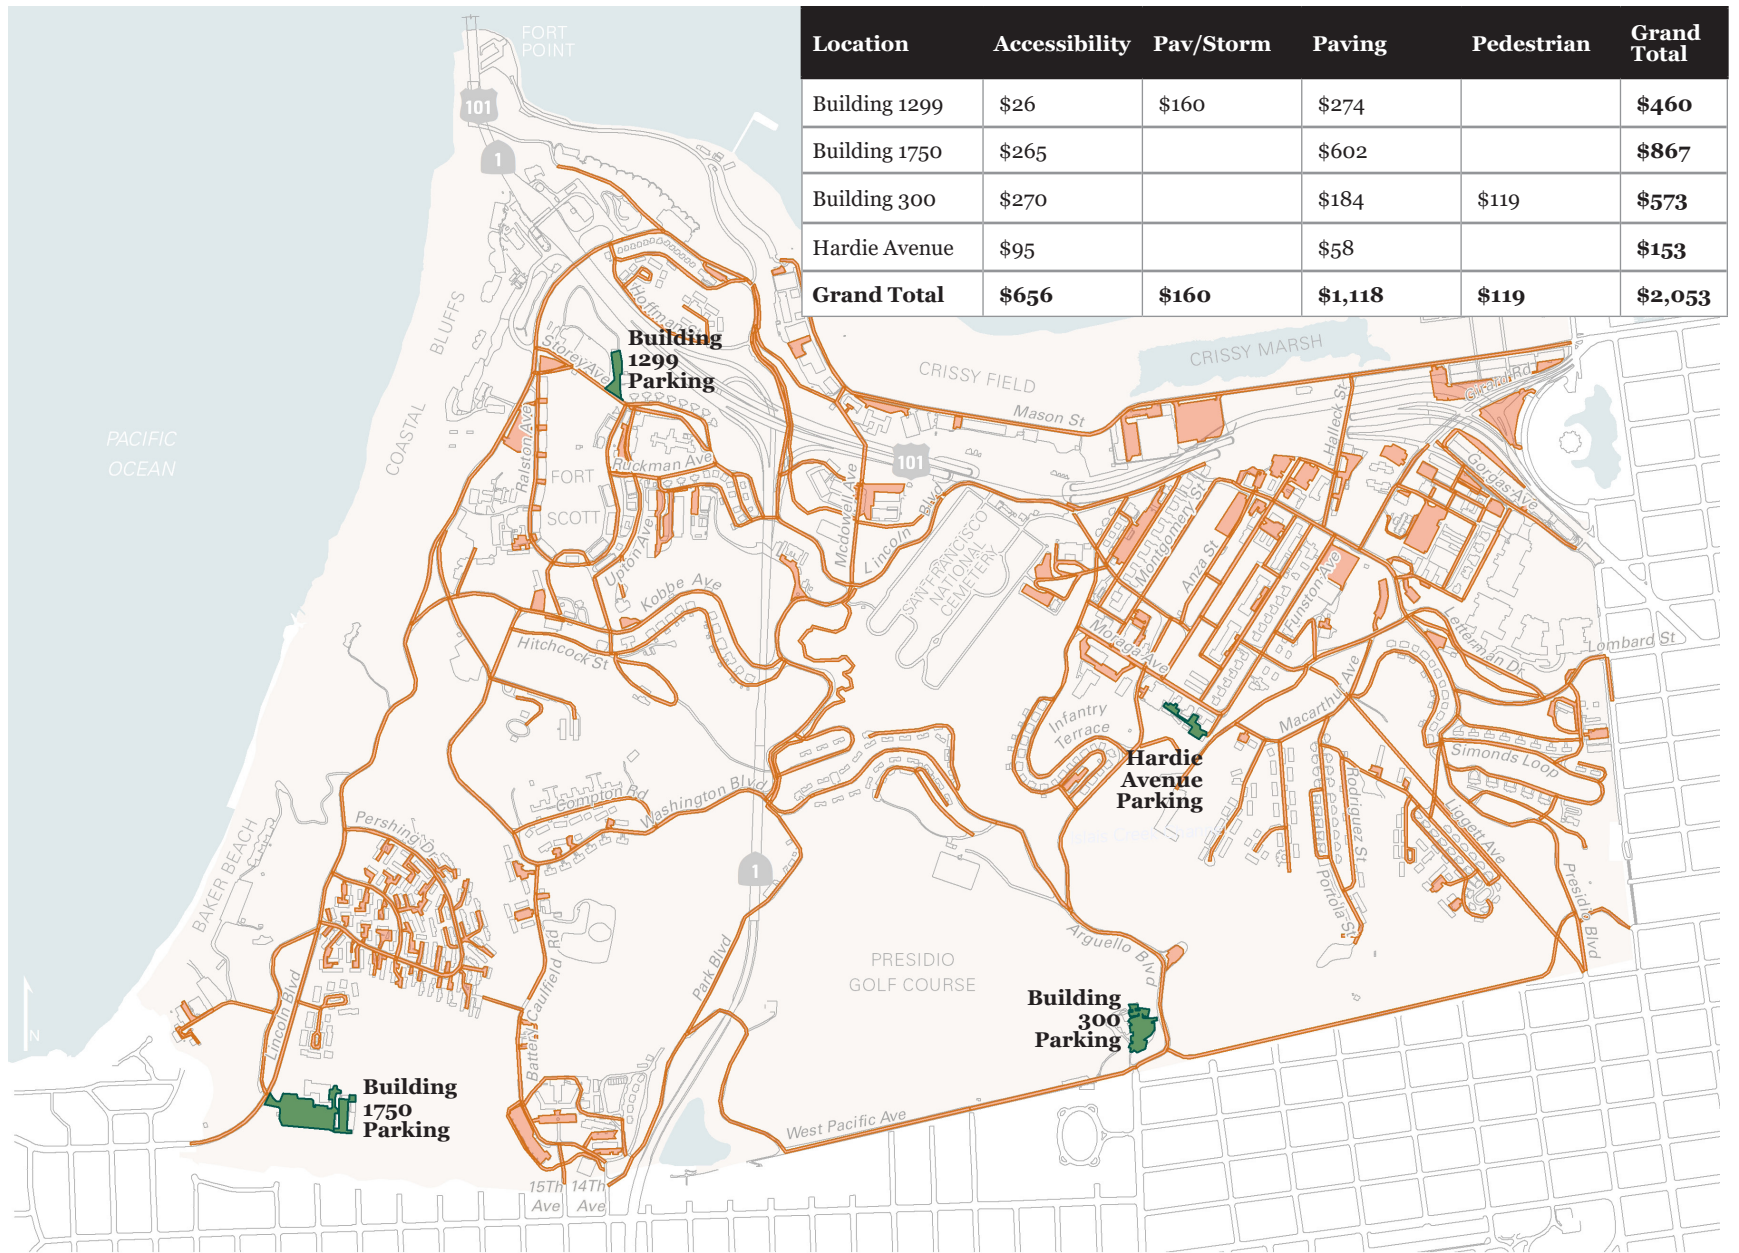 Location Accessibility Pav/Storm Paving Pedestrian Grand Total
Building 1299 $26 $160 $274 $460
Building 1750 $265 $602 $867
Building 300 $270 $184 $119 $573
Hardie Avenue $95 $58 $153
Grand Total $656 $160 $1,118 $119 $2,053
FORT
POINT
101
1
COASTAL BLUFFS
PACIFIC
OCEAN
Hoffman St
Storey Ave
Building
1299
Parking
CRISSY FIELD
CRISSY MARSH
Mason St
Girard Rd
Halleck St
Ralston Ave
FORT
SCOTT
Ruckman Ave
101
Gorgas Ave
Mcdowell Ave
Lincoln Blvd
Upton Ave
Kobbe Ave
SAN FRANCISCO
NATIONAL
CEMETERY
Montgomery St
Anza St
Funston Ave
Moraga Ave
Letterman Dr
Lombard St
Hitchcock St
Infantry
Terrace
Macarthur Ave
Hardie
Avenue
Parking
Simonds Loop
Rodriguez St
Compton Rd
Washington Blvd
Liggett Ave
Pershing Dr
BAKER BEACH
1
Portola St
Presidio Blvd
Arguello Blvd
PRESIDIO
GOLF COURSE
Park Blvd
Battery Caulfield Rd
Lincoln Blvd
Building
300
Parking
N
Building
1750
Parking
West Pacific Ave
15Th
Ave
14Th
Ave